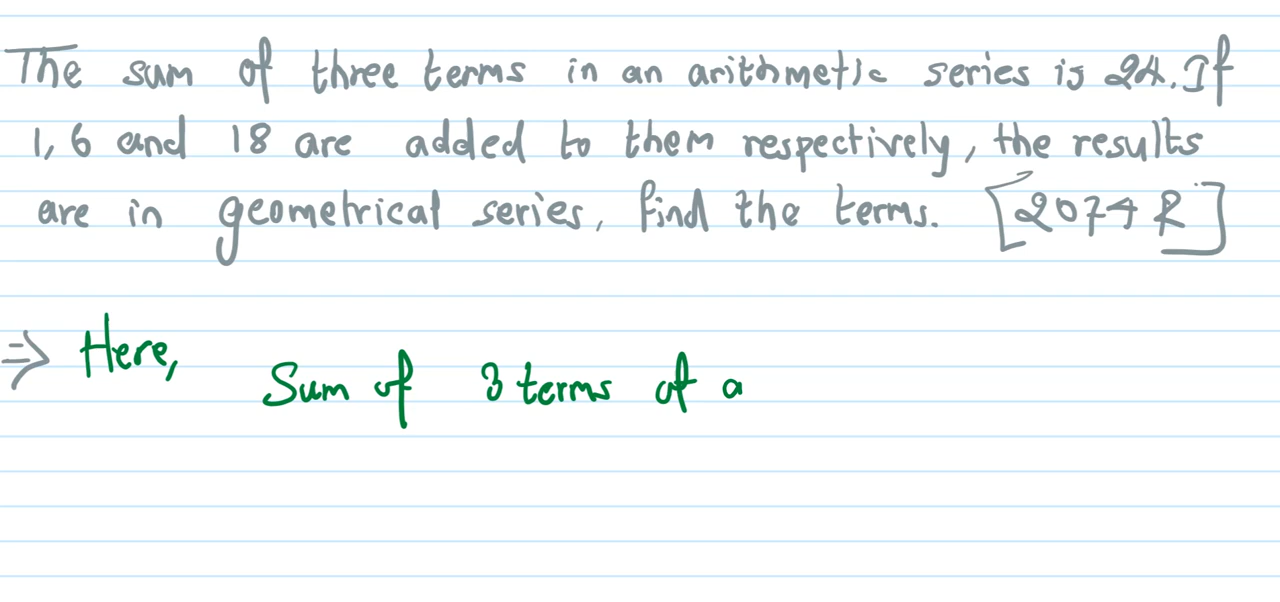 The sum of three terms in an arithmetic series is 24. If
1, 6 and 18 are added to them respectively, the results
are in geometrical series, find the terms. [2074 R]
⇒ Here,
Sum of 3 terms of a